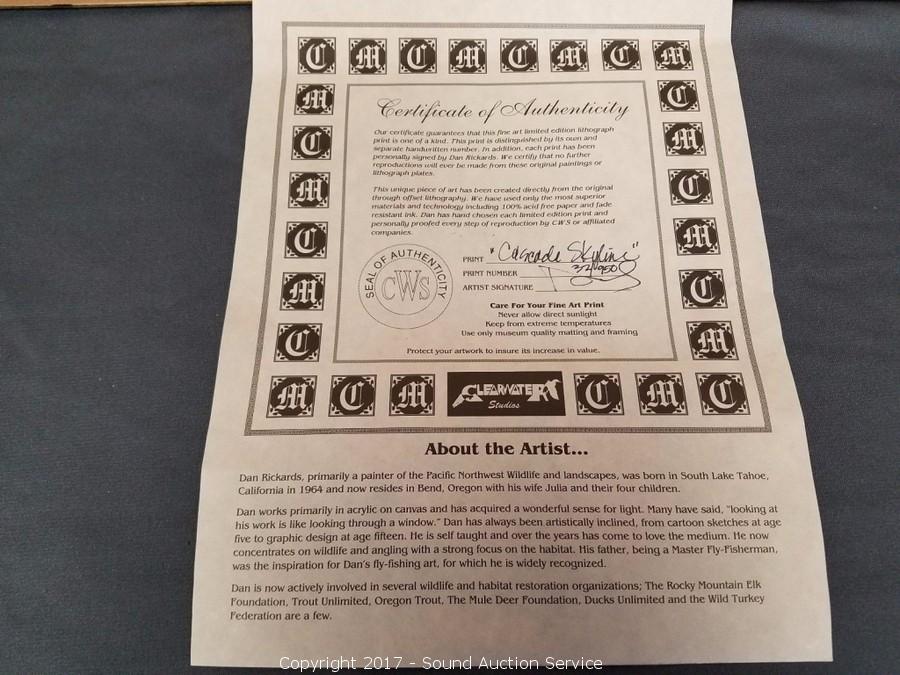 C M C M C M C M
M C
C M
M C
C M
M C
C M
M C M C M C
Certificate of Authenticity
Our certificate guarantees that this fine art limited edition lithograph
print is one of a kind. This print is distinguished by its own and
separate handwritten number. In addition, each print has been
personally signed by Dan Rickards. We certify that no further
reproductions will ever be made from these original paintings or
lithograph plates.
This unique piece of art has been created directly from the original
through offset lithography. We have used only the most superior
materials and technology including 100% acid free paper and fade
resistant ink. Dan has hand chosen each limited edition print and
personally proofed every step of reproduction by CWS or affiliated
companies.
SEAL OF AUTHENTICITY
CWS
PRINT "Cascade Skyline"
PRINT NUMBER 32/950
ARTIST SIGNATURE
Care For Your Fine Art Print
Never allow direct sunlight
Keep from extreme temperatures
Use only museum quality matting and framing
Protect your artwork to insure its increase in value.
CLEARWATER
Studios
About the Artist...
Dan Rickards, primarily a painter of the Pacific Northwest Wildlife and landscapes, was born in South Lake Tahoe,
California in 1964 and now resides in Bend, Oregon with his wife Julia and their four children.
Dan works primarily in acrylic on canvas and has acquired a wonderful sense for light. Many have said, "looking at
his work is like looking through a window." Dan has always been artistically inclined, from cartoon sketches at age
five to graphic design at age fifteen. He is self taught and over the years has come to love the medium. He now
concentrates on wildlife and angling with a strong focus on the habitat. His father, being a Master Fly-Fisherman,
was the inspiration for Dan's fly-fishing art, for which he is widely recognized.
Dan is now actively involved in several wildlife and habitat restoration organizations; The Rocky Mountain Elk
Foundation, Trout Unlimited, Oregon Trout, The Mule Deer Foundation, Ducks Unlimited and the Wild Turkey
Federation are a few.
Copyright 2017 - Sound Auction Service